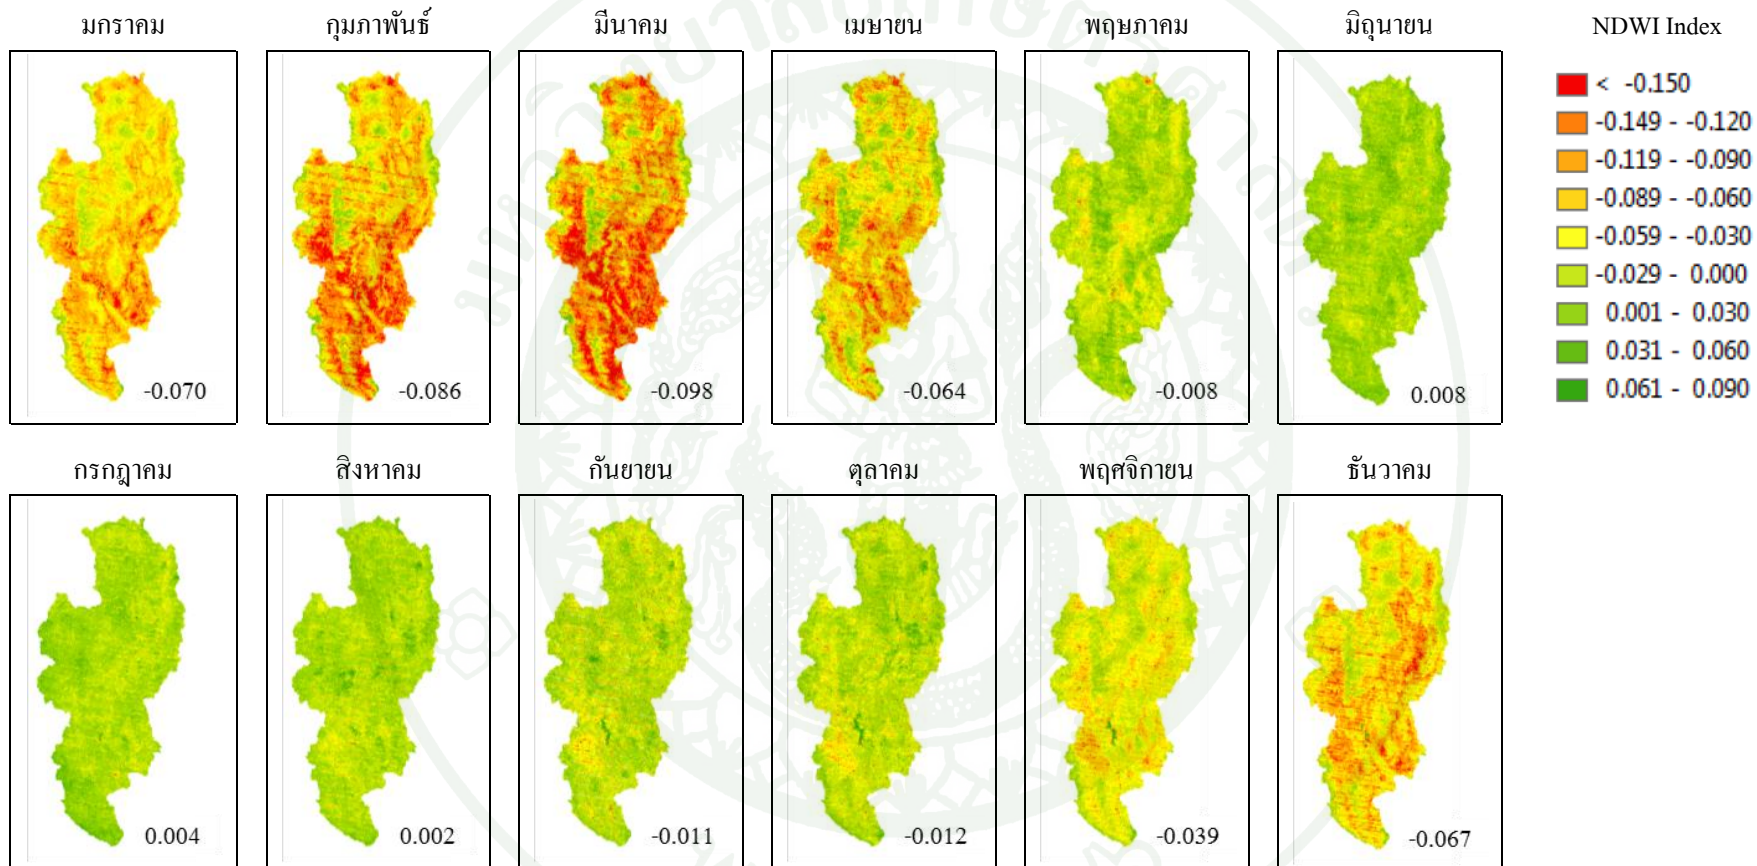 มกราคม กุมภาพันธ์ มีนาคม เมษายน พฤษภาคม มิถุนายน NDWI Index
< -0.150
-0.149 - -0.120
-0.119 - -0.090
-0.089 - -0.060
-0.059 - -0.030
-0.029 - 0.000
0.001 - 0.030
0.031 - 0.060
0.061 - 0.090
-0.070 -0.086 -0.098 -0.064 -0.008 0.008
กรกฎาคม สิงหาคม กันยายน ตุลาคม พฤศจิกายน ธันวาคม
0.004 0.002 -0.011 -0.012 -0.039 -0.067